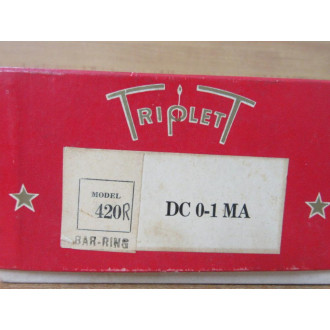 TRIPLETT
MODEL
420R
BAR-RING
DC 0-1 MA